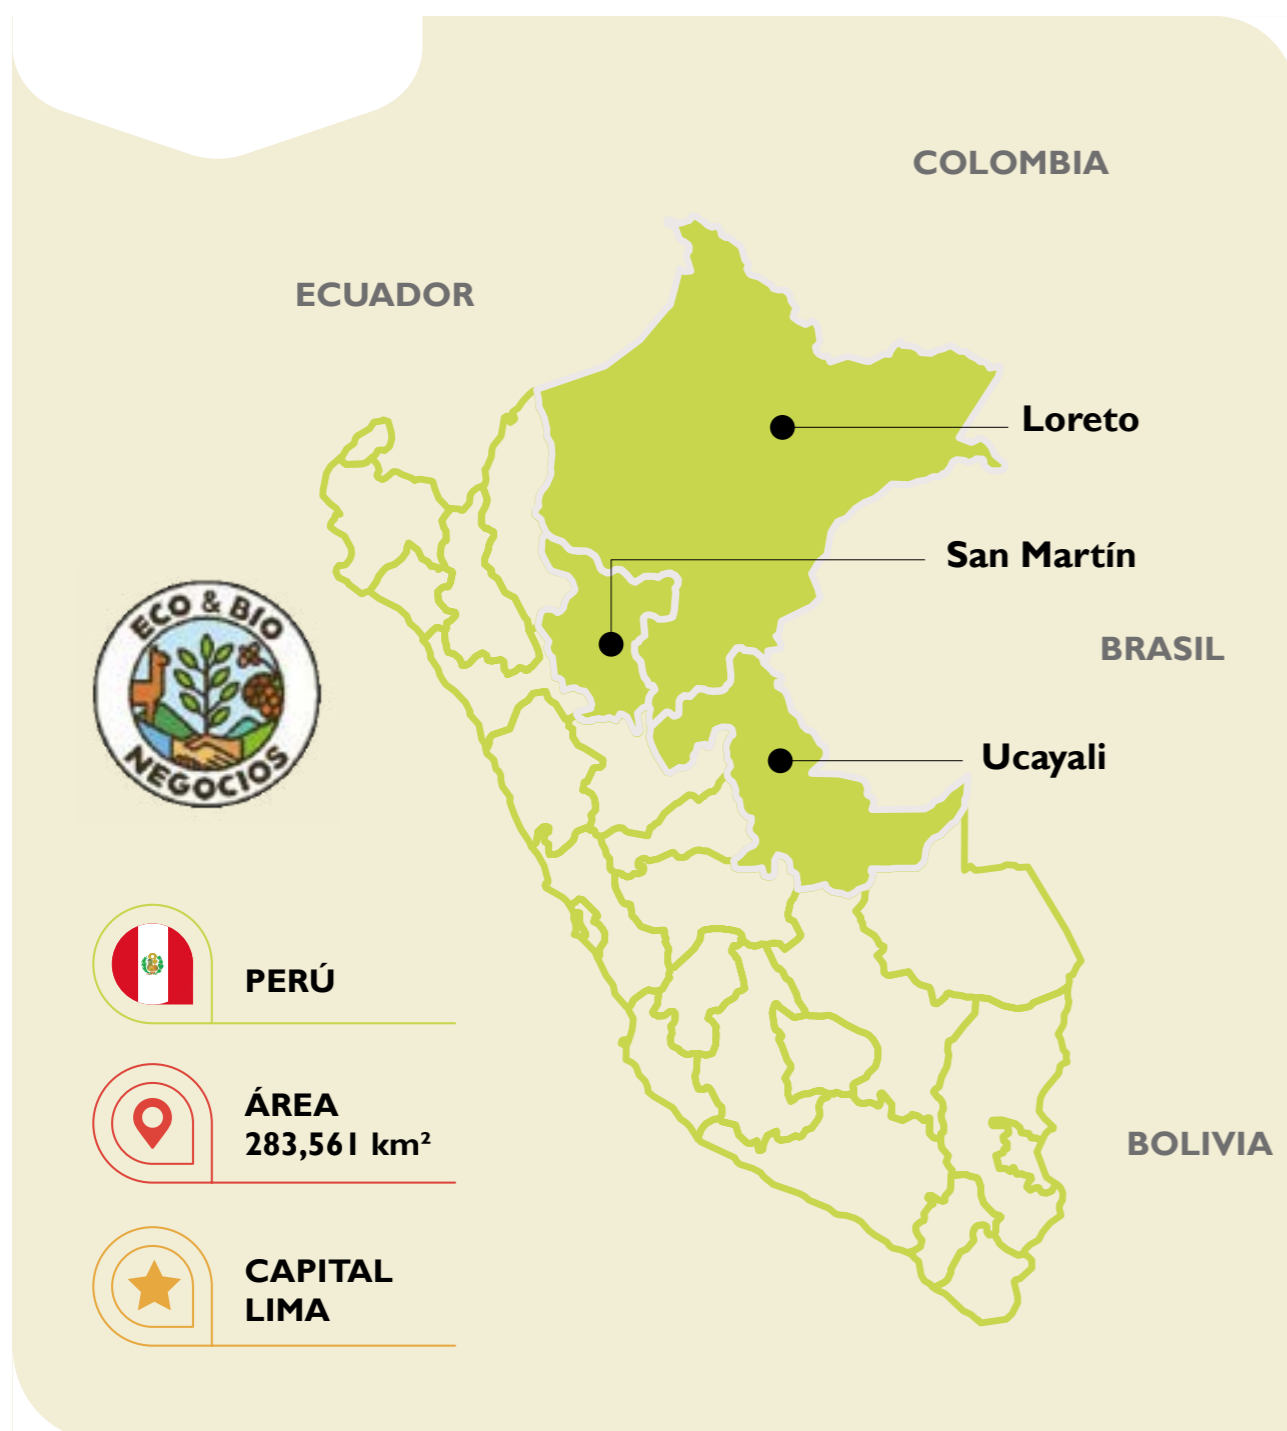 COLOMBIA
ECUADOR
Loreto
San Martín
ECO & BIO
NEGOCIOS
BRASIL
Ucayali
PERÚ
ÁREA
283,561 km²
BOLIVIA
CAPITAL
LIMA